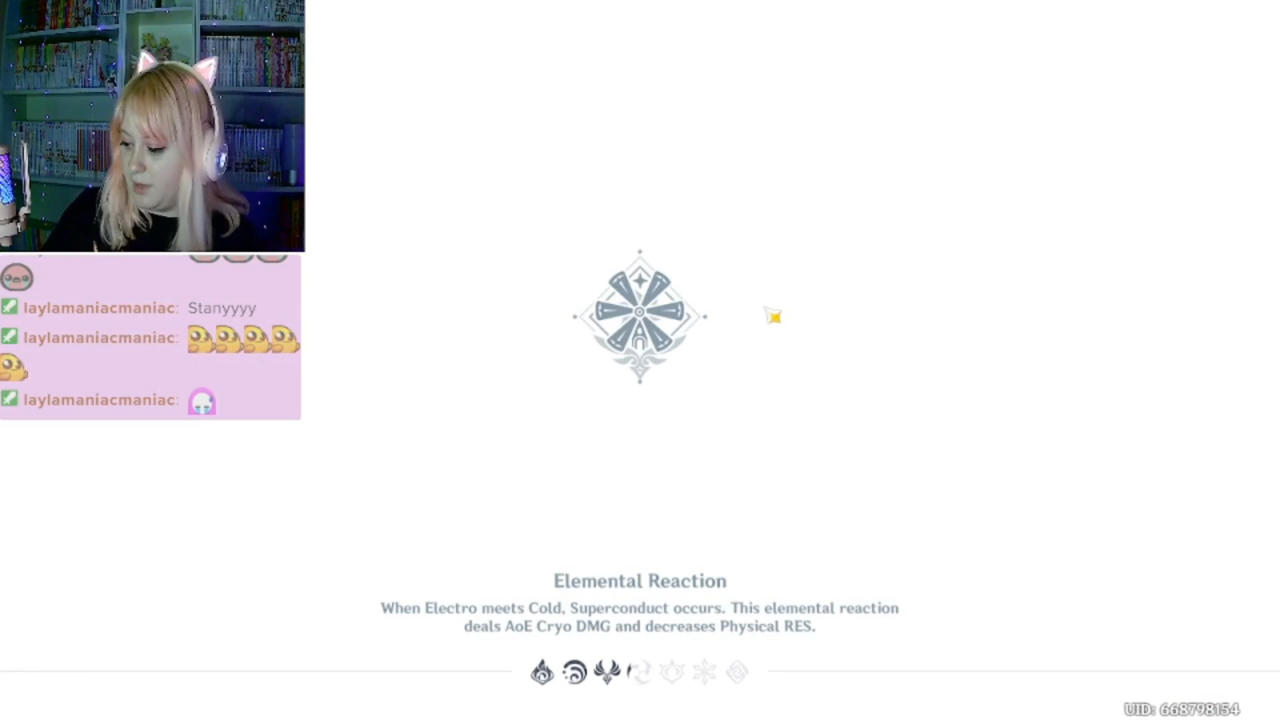 laylamaniacmaniac: Stanyyyy
laylamaniacmaniac:
laylamaniacmaniac:
Elemental Reaction
When Electro meets Cold, Superconduct occurs. This elemental reaction
deals AoE Cryo DMG and decreases Physical RES.
UID: 668798154